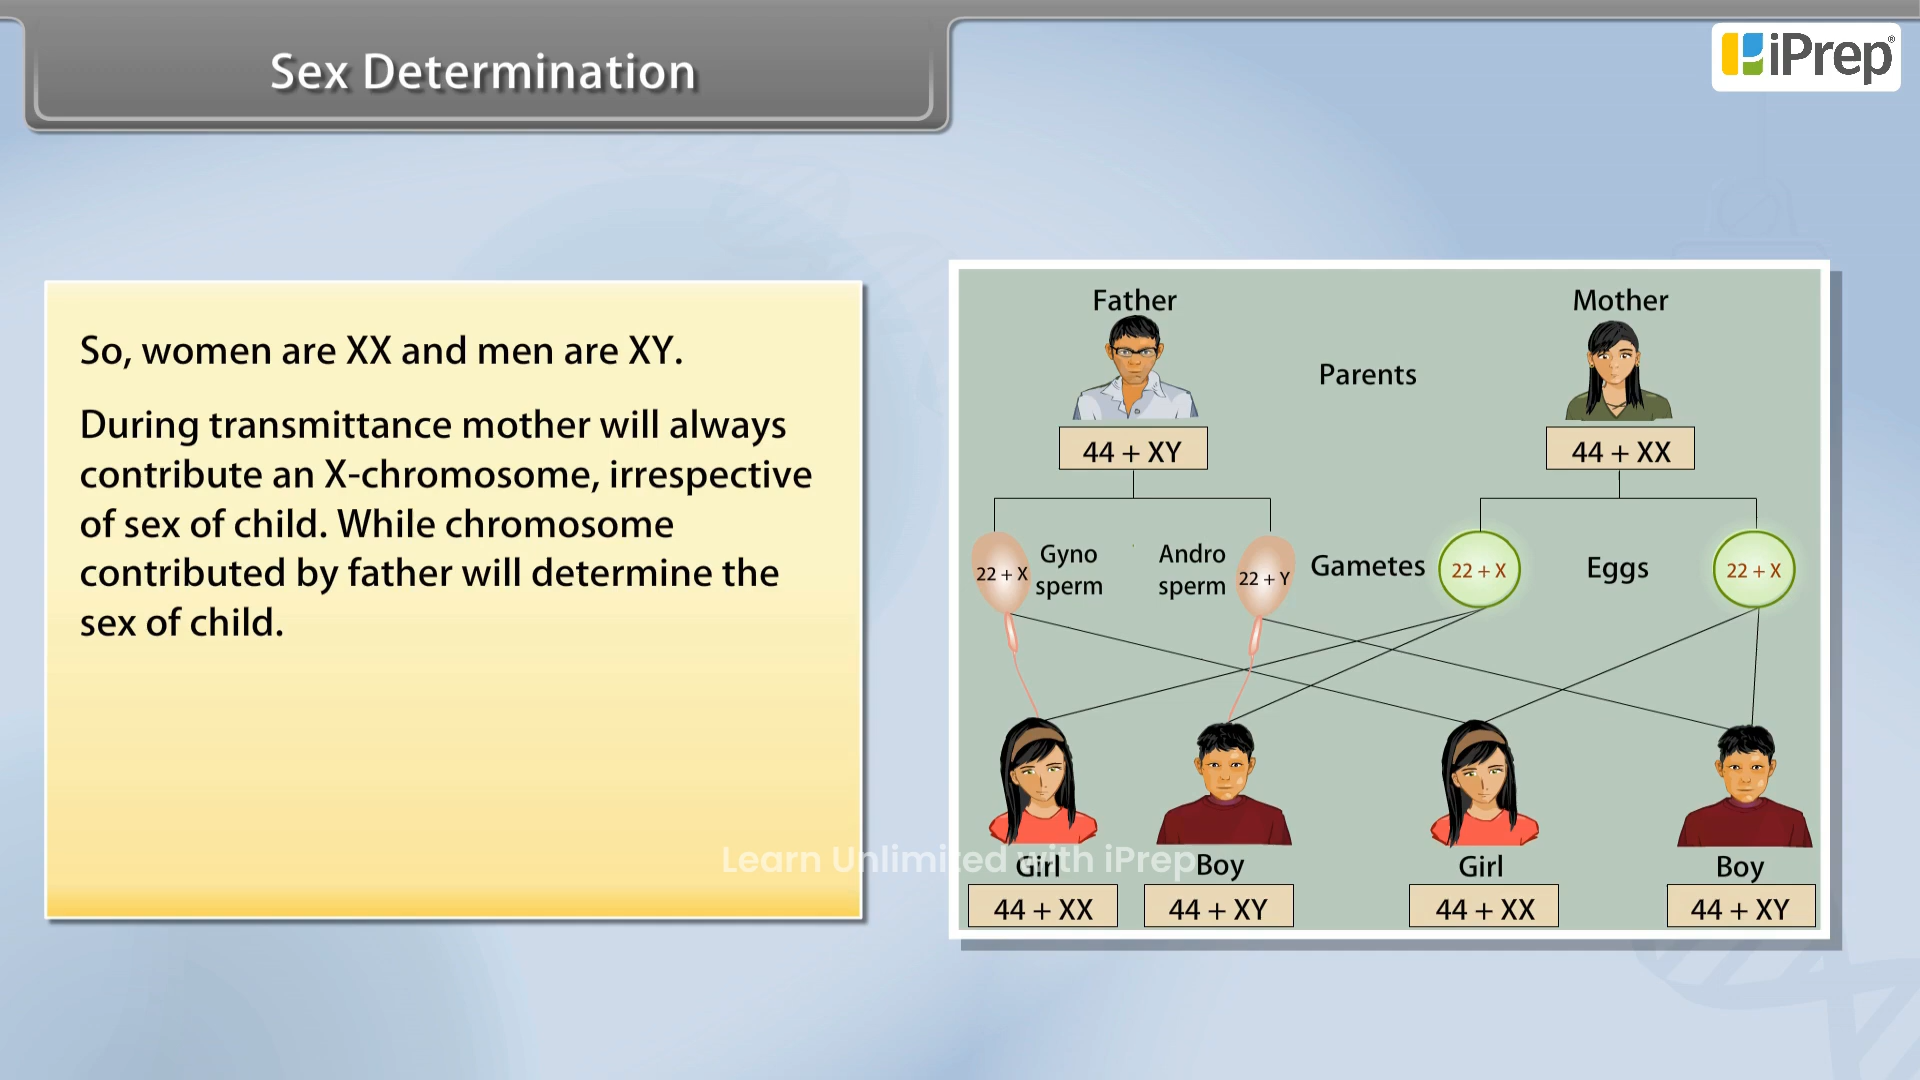 Sex Determination
iPrep®
So, women are XX and men are XY.
During transmittance mother will always
contribute an X-chromosome, irrespective
of sex of child. While chromosome
contributed by father will determine the
sex of child.
Father
Mother
Parents
44 + XY
44 + XX
22 + X
Gyno
sperm
Andro
sperm
22 + Y
Gametes
22 + X
Eggs
22 + X
Learn Unlimited with iPrep
Girl
Boy
Girl
Boy
44 + XX
44 + XY
44 + XX
44 + XY